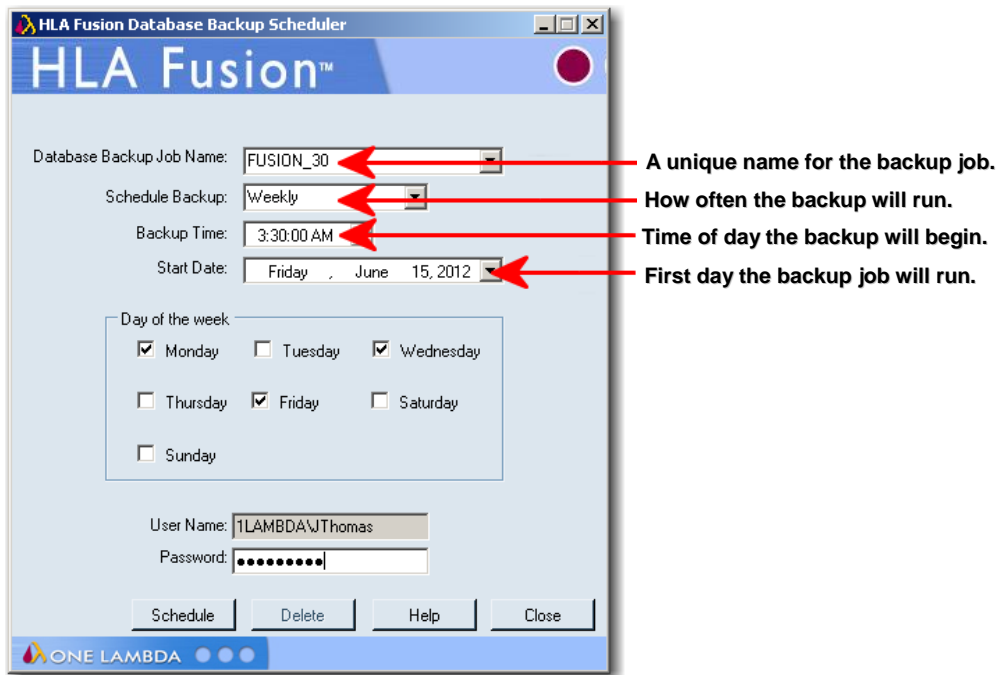 HLA Fusion Database Backup Scheduler
HLA Fusion™
Database Backup Job Name: FUSION_30 A unique name for the backup job.
Schedule Backup: Weekly How often the backup will run.
Backup Time: 3:30:00 AM Time of day the backup will begin.
Start Date: Friday , June 15, 2012 First day the backup job will run.
Day of the week
Monday Tuesday Wednesday
Thursday Friday Saturday
Sunday
User Name: 1LAMBDA\JThomas
Password: ●●●●●●●●●
Schedule Delete Help Close
ONE LAMBDA